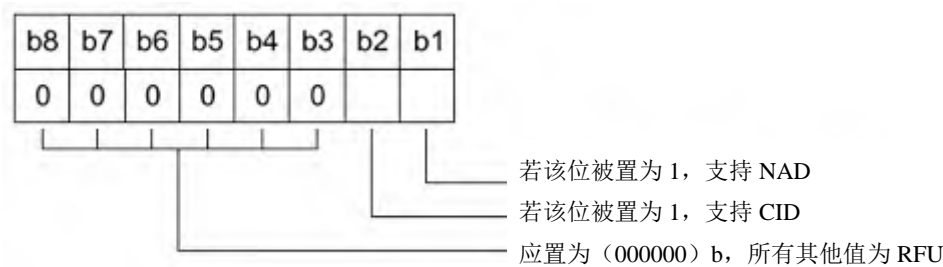 b8 b7 b6 b5 b4 b3 b2 b1
0 0 0 0 0 0
若该位被置为 1，支持 NAD
若该位被置为 1，支持 CID
应置为（000000）b，所有其他值为 RFU